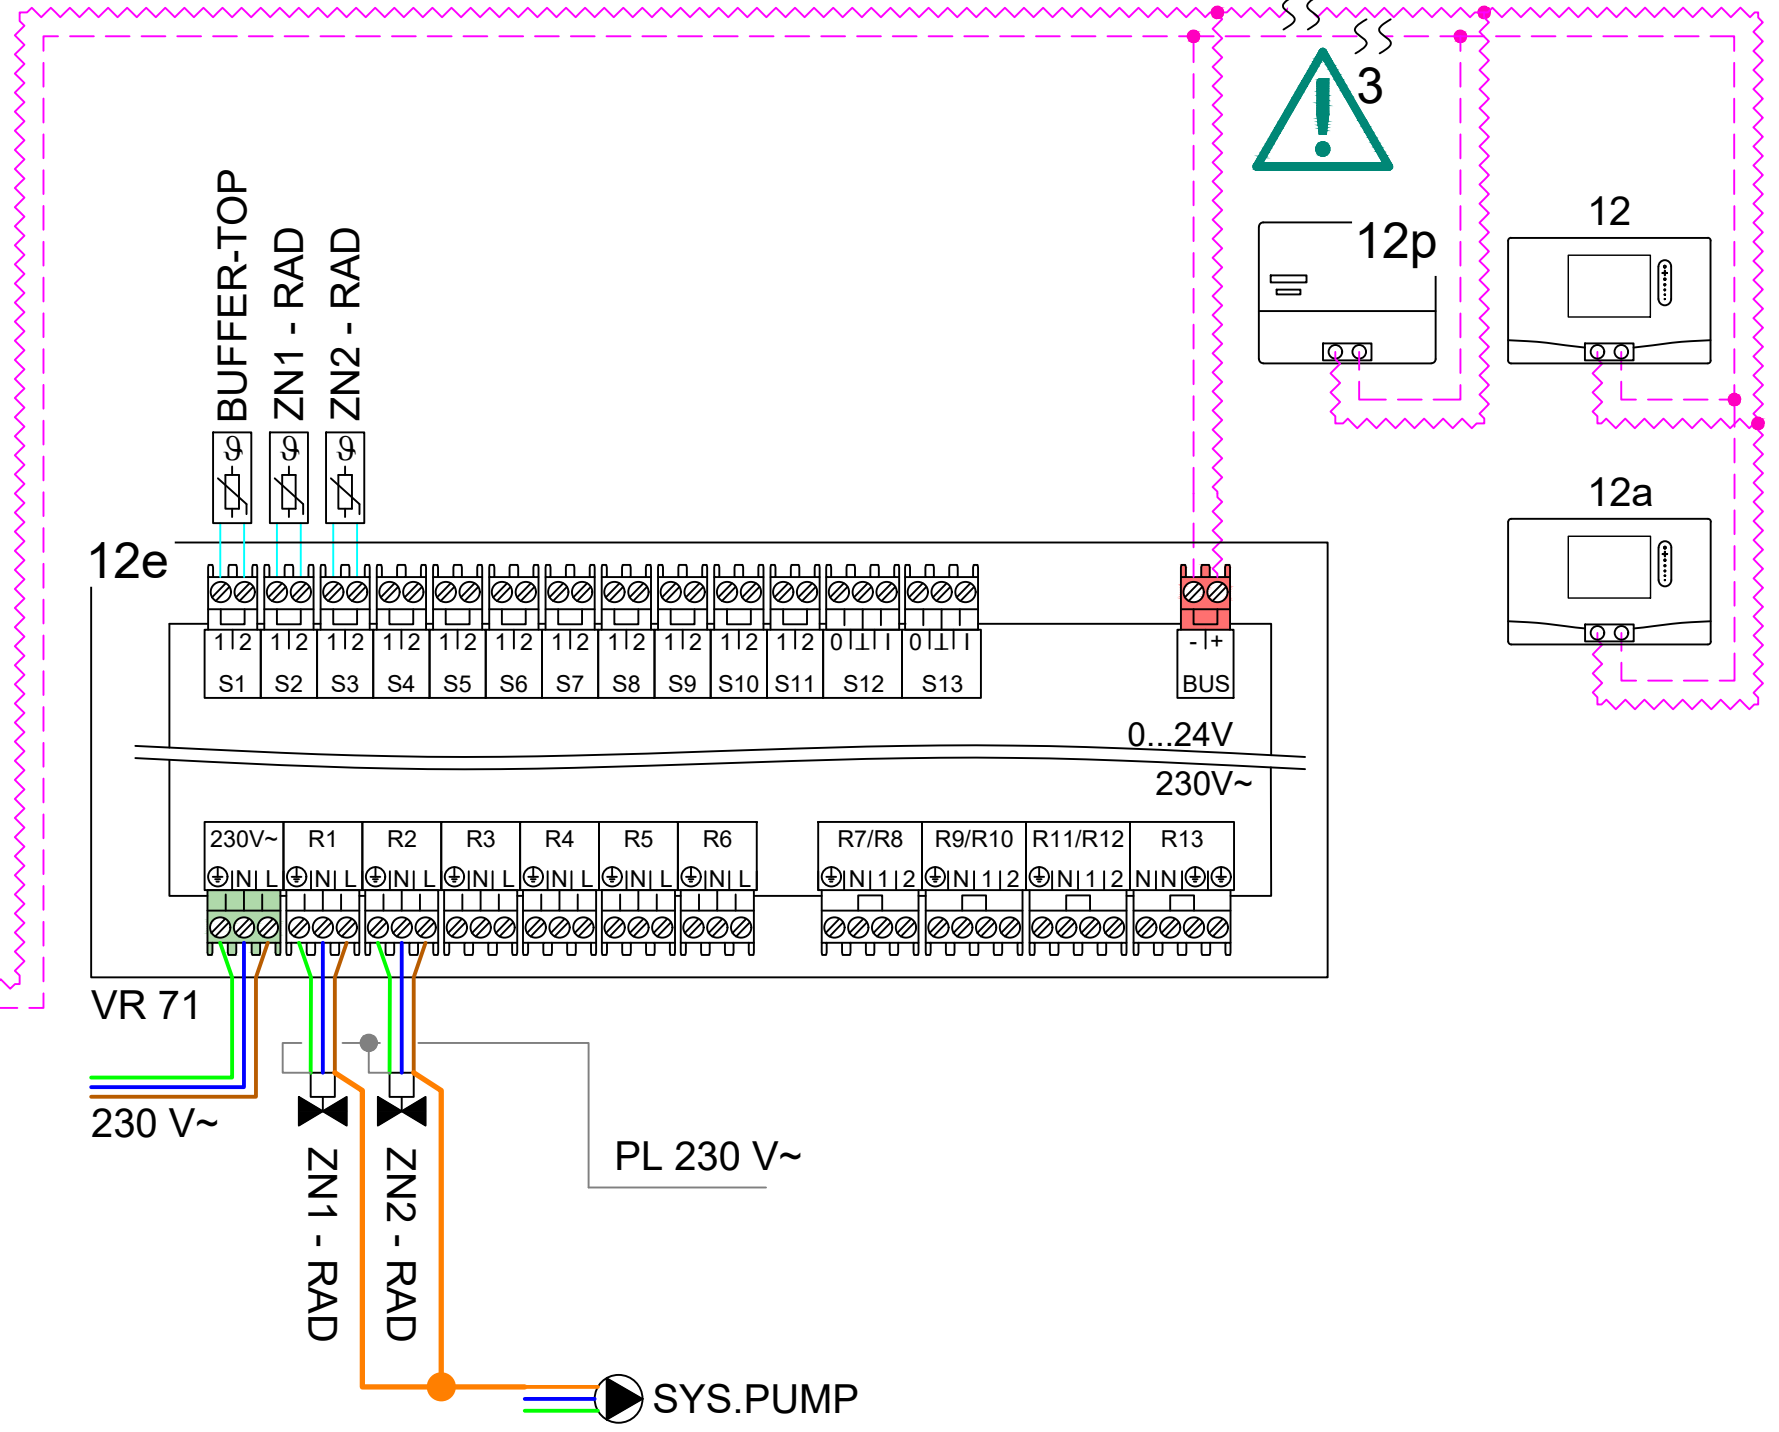 3
12p
12
12a
BUFFER-TOP
ZN1 - RAD
ZN2 - RAD
ϑ ϑ ϑ
12e
1 2 1 2 1 2 1 2 1 2 1 2 1 2 1 2 1 2 1 2 1 2 0 ⊥ I 0 ⊥ I - +
S1 S2 S3 S4 S5 S6 S7 S8 S9 S10 S11 S12 S13 BUS
0...24V
230V~
230V~ R1 R2 R3 R4 R5 R6 R7/R8 R9/R10 R11/R12 R13
⏚ N L ⏚ N L ⏚ N L ⏚ N L ⏚ N L ⏚ N L ⏚ N L ⏚ N 1 2 ⏚ N 1 2 ⏚ N 1 2 N N ⏚ ⏚
VR 71
230 V~
PL 230 V~
ZN1 - RAD
ZN2 - RAD
SYS.PUMP